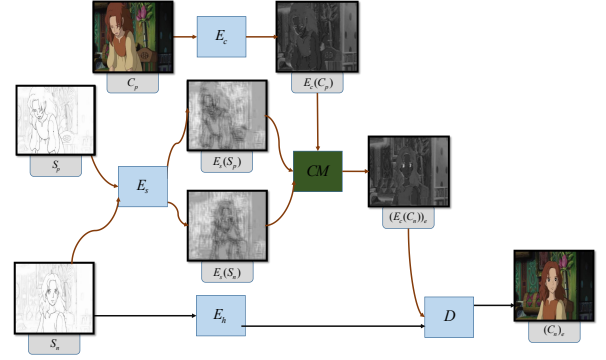 E_c
C_p
E_c(C_p)
S_p
E_s(S_p)
E_s
CM
(E_c(C_n))_e
E_s(S_n)
S_n
E_h
D
(C_n)_e